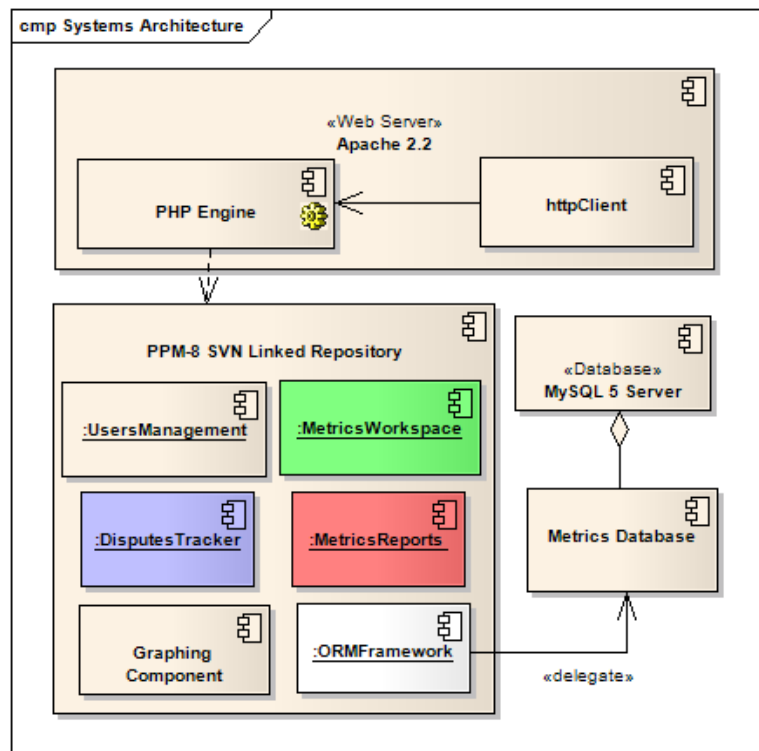 cmp Systems Architecture
«Web Server»
Apache 2.2
PHP Engine
httpClient
PPM-8 SVN Linked Repository
:UsersManagement
:MetricsWorkspace
:DisputesTracker
:MetricsReports
Graphing
Component
:ORMFramework
«Database»
MySQL 5 Server
Metrics Database
«delegate»